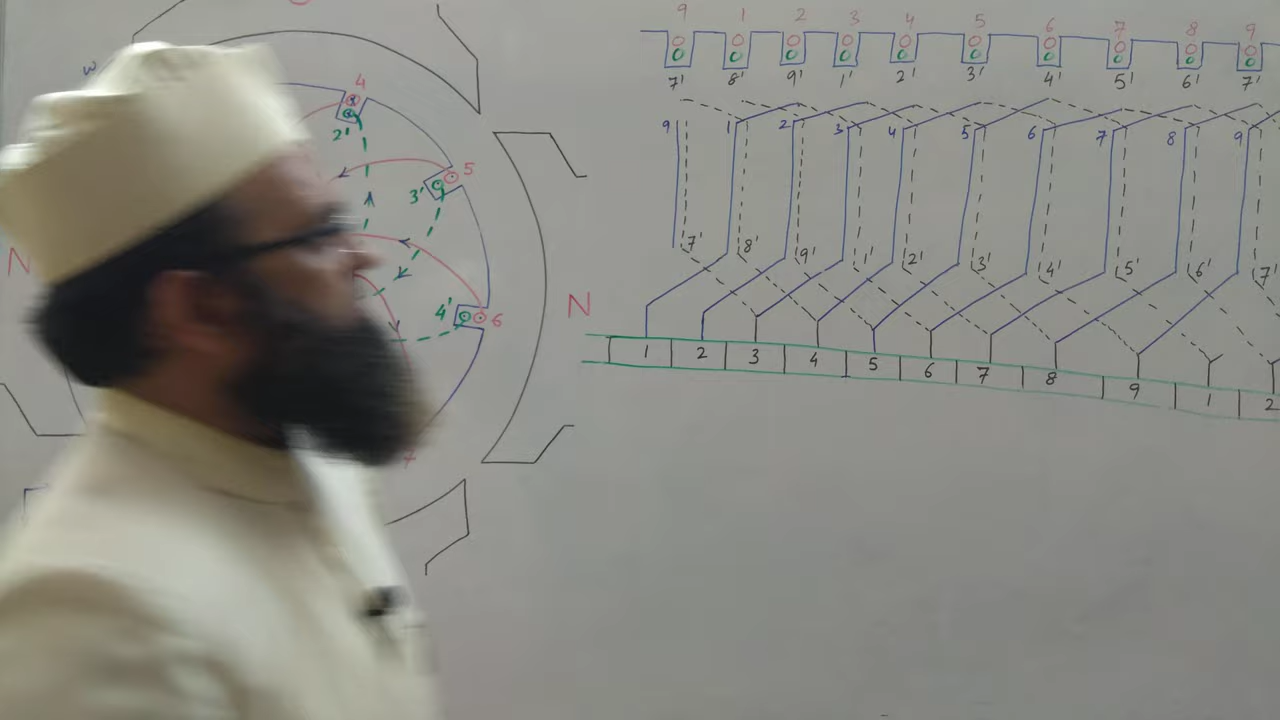 9 1 2 3 4 5 6 7 8 9
7' 8' 9' 1' 2' 3' 4' 5' 6' 7'
9 1 2 3 4 5 6 7 8 9
7' 8' 9' 1' 2' 3' 4' 5' 6' 7'
1 2 3 4 5 6 7 8 9 1 2
4
2'
5
3'
4' 6
7
N
N